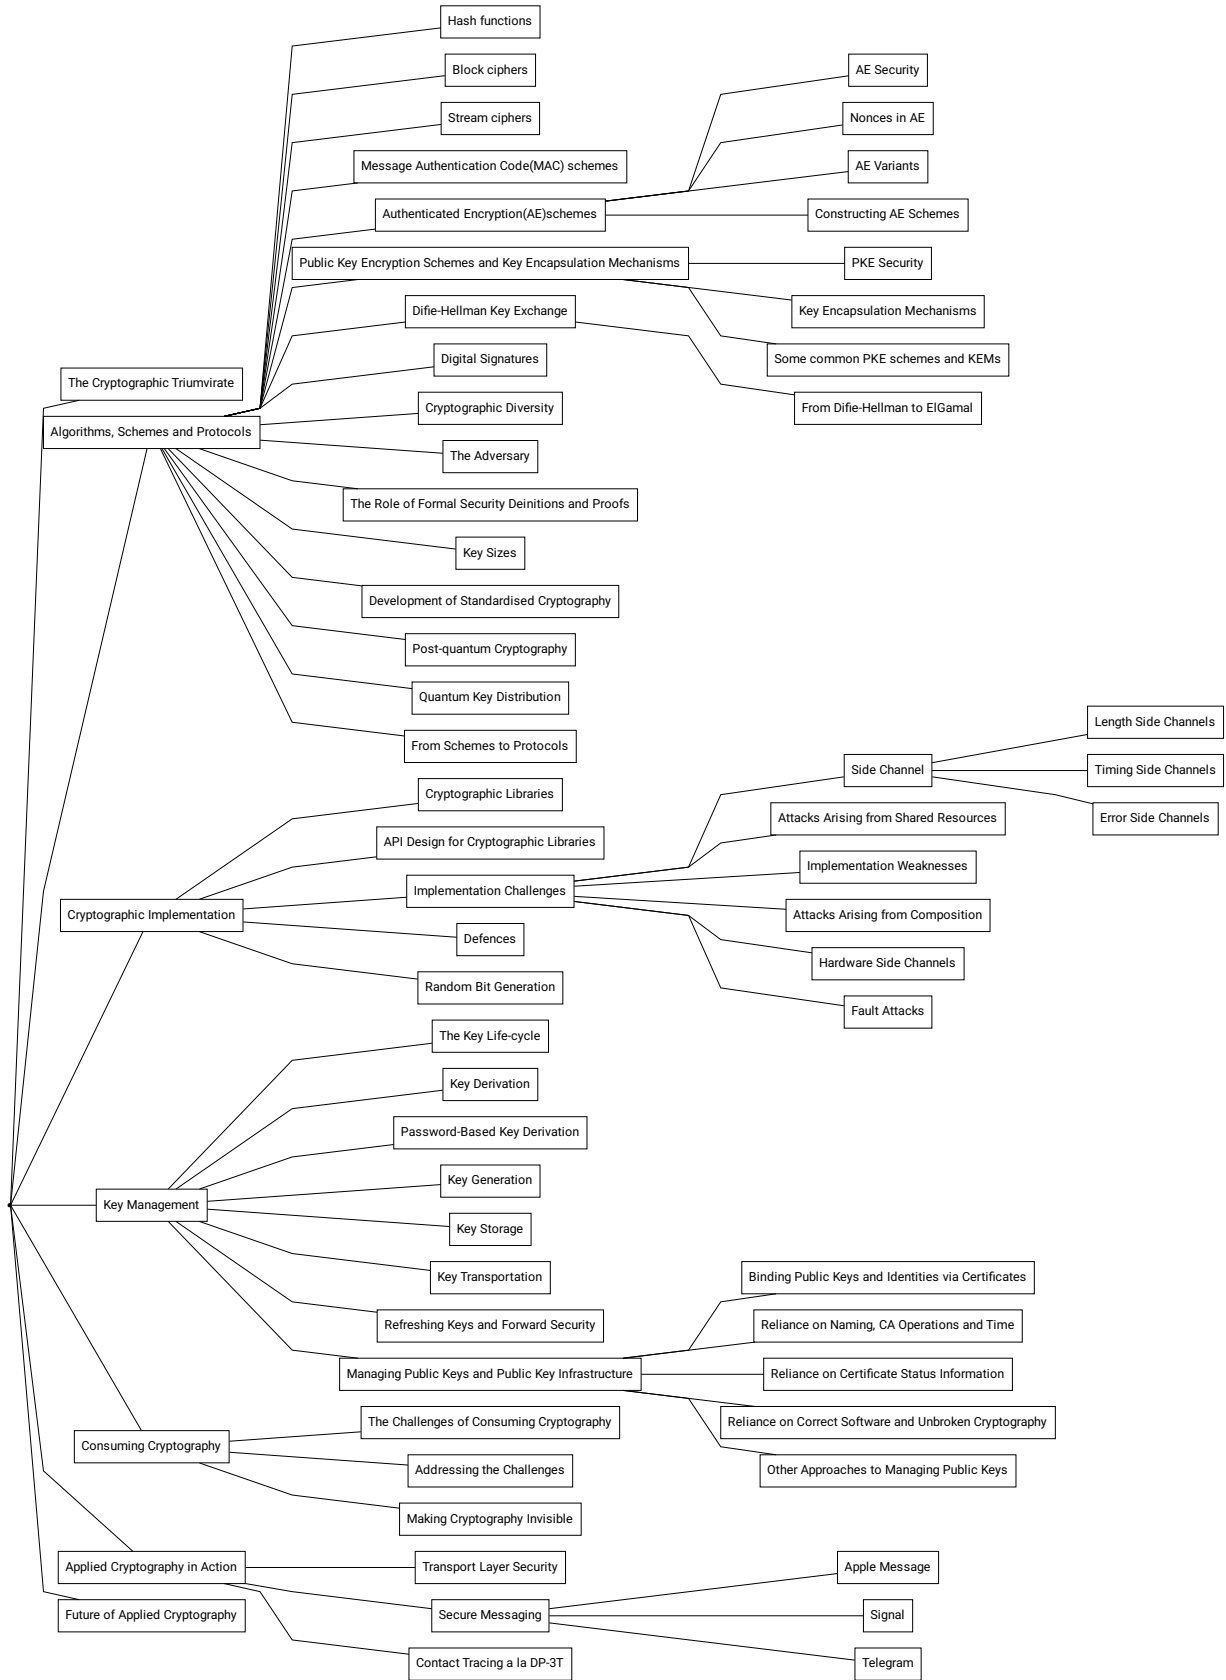 Hash functions
Block ciphers
AE Security
Stream ciphers
Nonces in AE
Message Authentication Code(MAC) schemes
AE Variants
Authenticated Encryption(AE)schemes
Constructing AE Schemes
Public Key Encryption Schemes and Key Encapsulation Mechanisms
PKE Security
Difie-Hellman Key Exchange
Key Encapsulation Mechanisms
Digital Signatures
Some common PKE schemes and KEMs
The Cryptographic Triumvirate
Cryptographic Diversity
From Difie-Hellman to ElGamal
Algorithms, Schemes and Protocols
The Adversary
The Role of Formal Security Deinitions and Proofs
Key Sizes
Development of Standardised Cryptography
Post-quantum Cryptography
Quantum Key Distribution
Length Side Channels
From Schemes to Protocols
Side Channel
Timing Side Channels
Cryptographic Libraries
Attacks Arising from Shared Resources
Error Side Channels
API Design for Cryptographic Libraries
Implementation Weaknesses
Implementation Challenges
Cryptographic Implementation
Attacks Arising from Composition
Defences
Hardware Side Channels
Random Bit Generation
Fault Attacks
The Key Life-cycle
Key Derivation
Password-Based Key Derivation
Key Generation
Key Management
Key Storage
Key Transportation
Binding Public Keys and Identities via Certificates
Refreshing Keys and Forward Security
Reliance on Naming, CA Operations and Time
Managing Public Keys and Public Key Infrastructure
Reliance on Certificate Status Information
The Challenges of Consuming Cryptography
Reliance on Correct Software and Unbroken Cryptography
Consuming Cryptography
Addressing the Challenges
Other Approaches to Managing Public Keys
Making Cryptography Invisible
Applied Cryptography in Action
Transport Layer Security
Apple Message
Future of Applied Cryptography
Secure Messaging
Signal
Contact Tracing a la DP-3T
Telegram